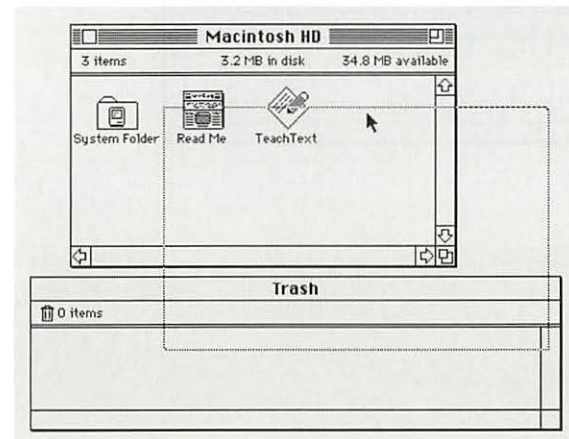 Macintosh HD
3 items 3.2 MB in disk 34.8 MB available
System Folder Read Me TeachText
Trash
0 items